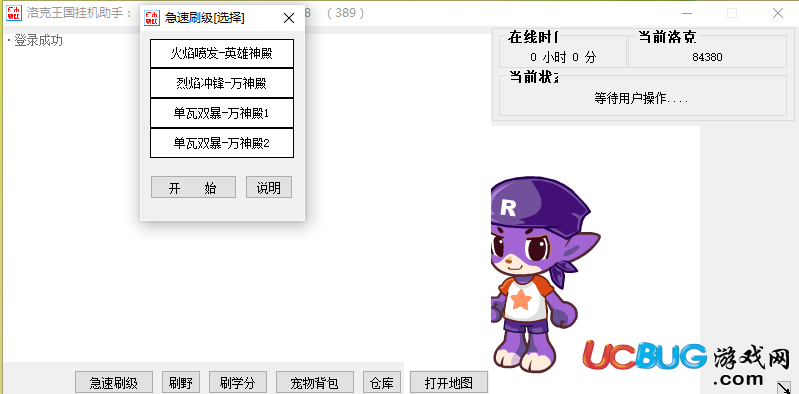 洛克王国挂机助手：
8 （389）
急速刷级[选择]
·登录成功
火焰喷发-英雄神殿
烈焰冲锋-万神殿
单瓦双暴-万神殿1
单瓦双暴-万神殿2
开 始
说明
在线时
0 小时 0 分
当前洛克
84380
当前状
等待用户操作....
R
UCBUG游戏网
.com
急速刷级
刷野
刷学分
宠物背包
仓库
打开地图